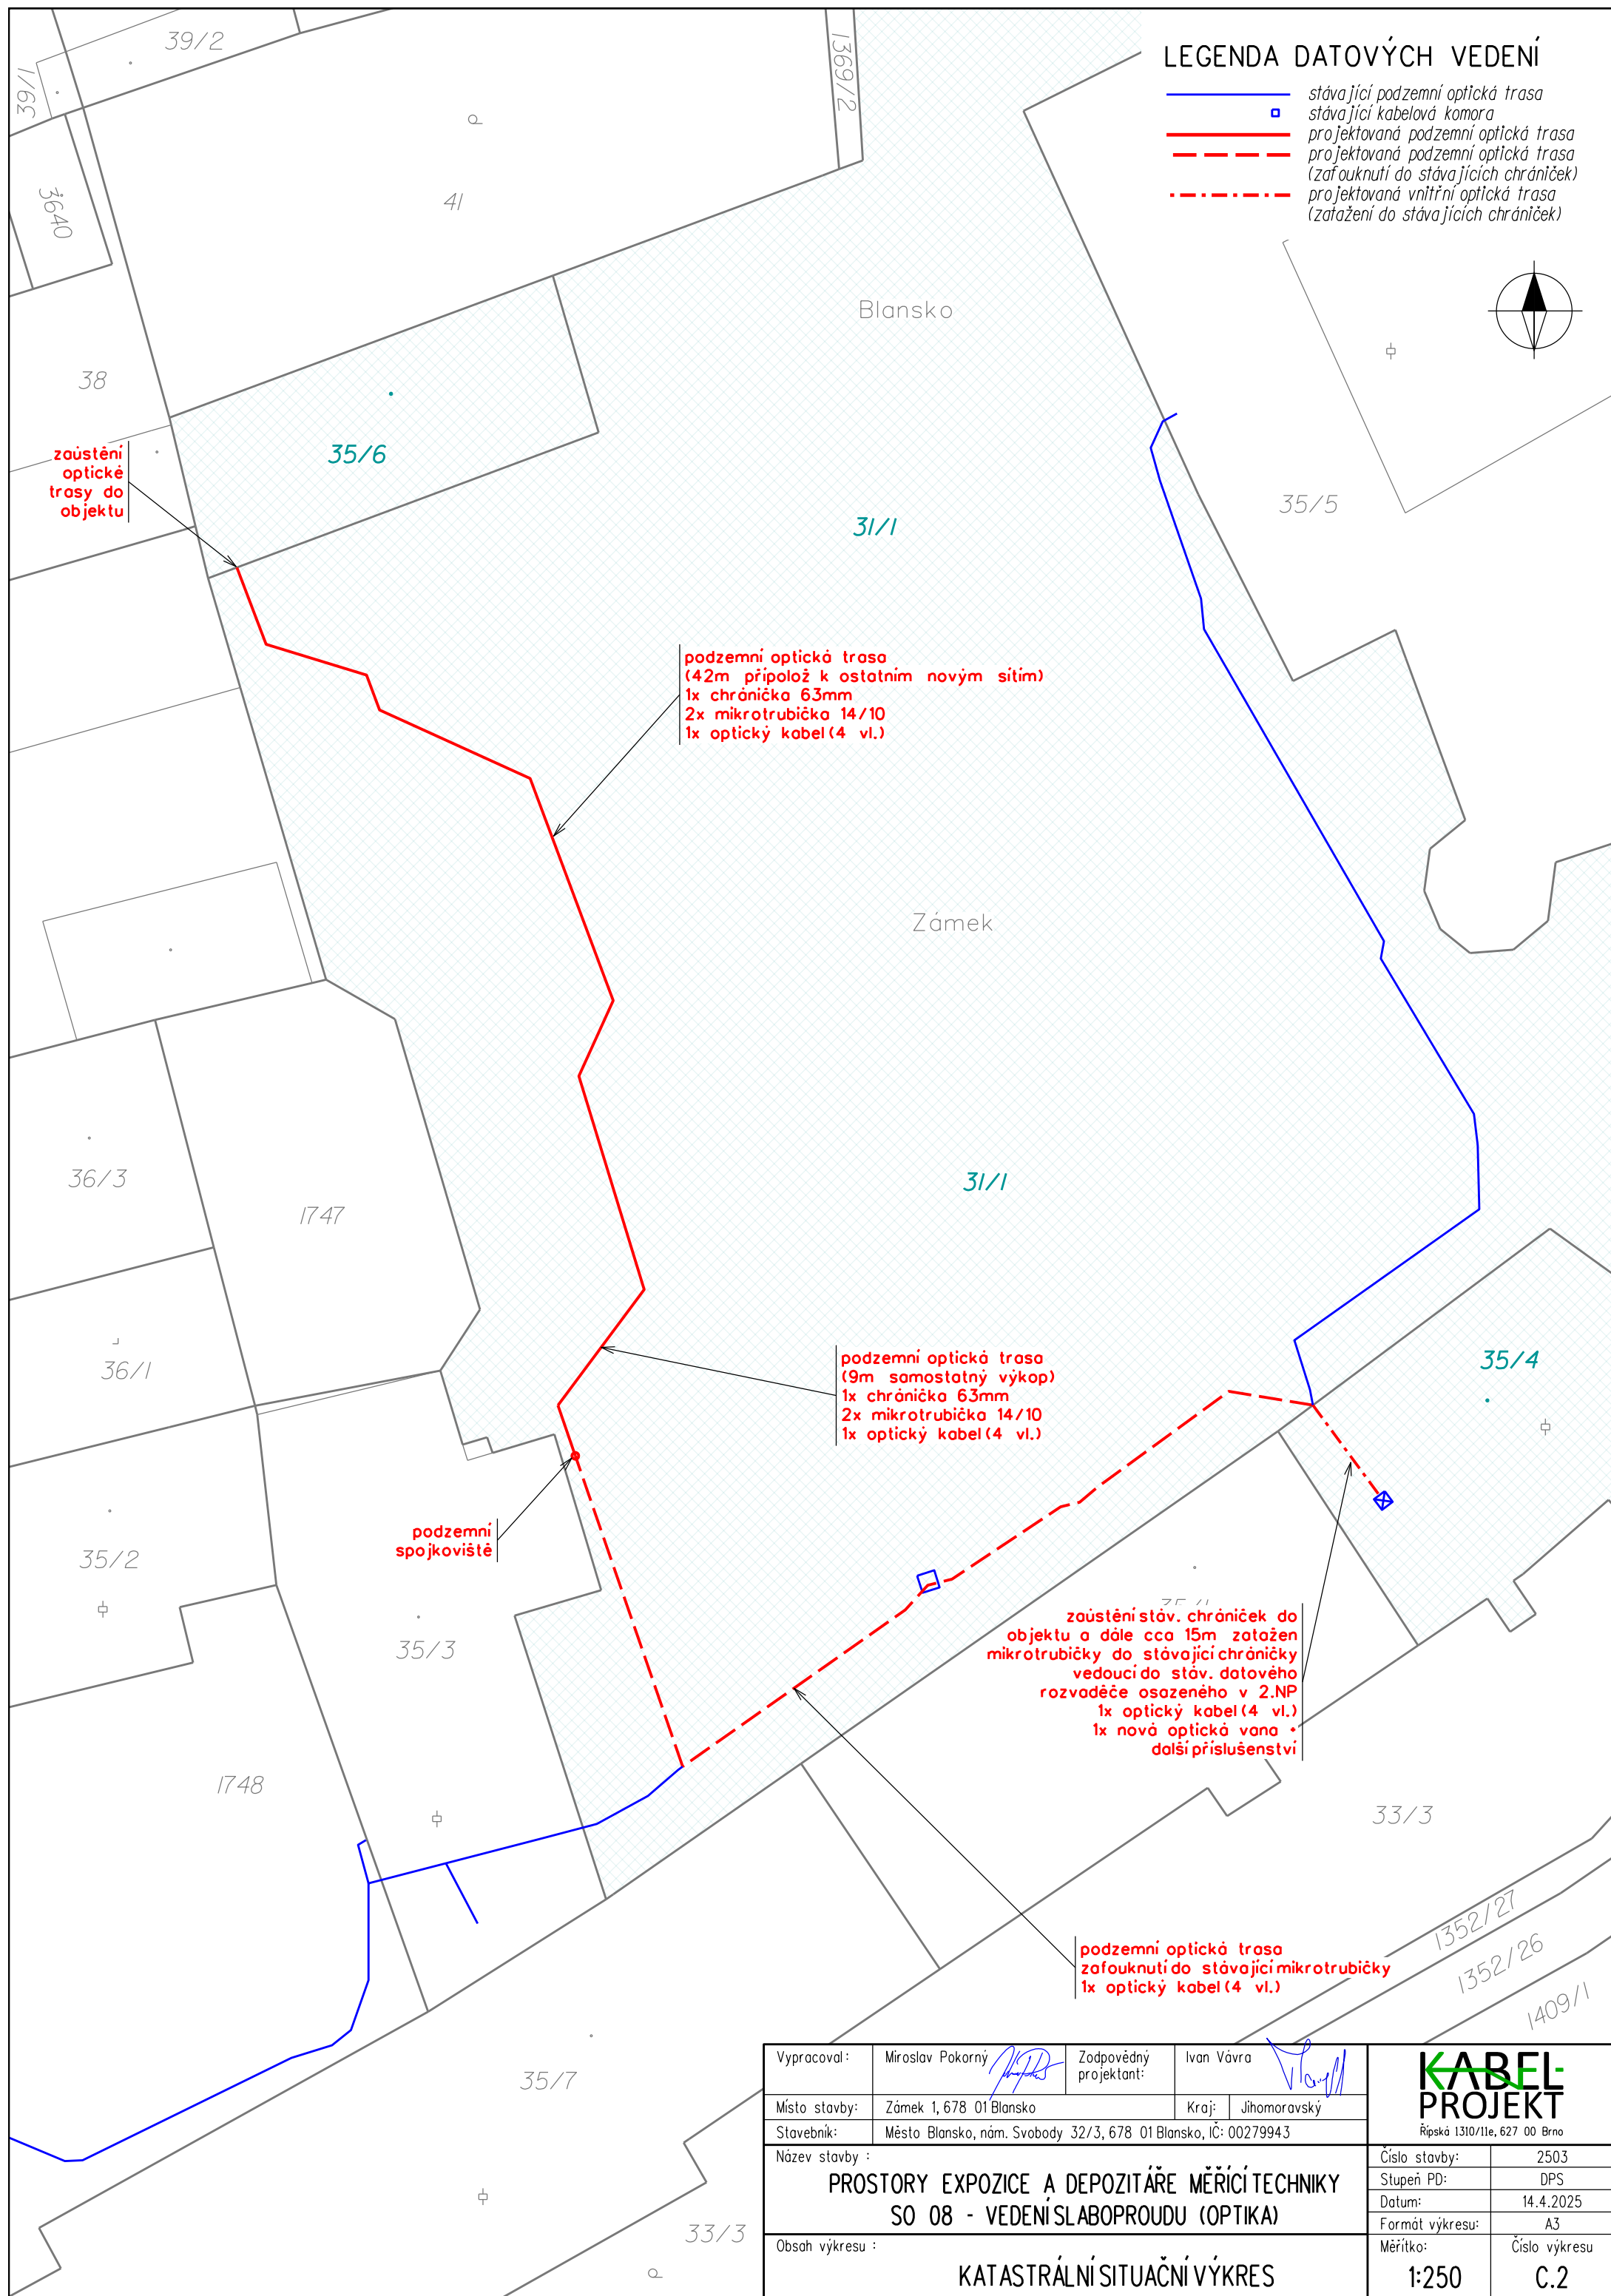 LEGENDA DATOVÝCH VEDENÍ
stávající podzemní optická trasa
stávající kabelová komora
projektovaná podzemní optická trasa
projektovaná podzemní optická trasa
(zafouknutí do stávajících chrániček)
projektovaná vnitřní optická trasa
(zatažení do stávajících chrániček)
39/2
39/1
1369/2
3640
41
38
Blansko
35/6
35/5
31/1
zaústění
optické
trasy do
objektu
podzemní optická trasa
(42m přípolož k ostatním novým sítím)
1x chránička 63mm
2x mikrotrubička 14/10
1x optický kabel (4 vl.)
Zámek
36/3
1747
31/1
36/1
35/4
podzemní optická trasa
(9m samostatný výkop)
1x chránička 63mm
2x mikrotrubička 14/10
1x optický kabel (4 vl.)
podzemní
spojkoviště
35/2
35/3
zaústění stáv. chrániček do
objektu a dále cca 15m zatažen
mikrotrubičky do stávající chráničky
vedoucí do stáv. datového
rozvaděče osazeného v 2.NP
1x optický kabel (4 vl.)
1x nová optická vana +
další příslušenství
1748
33/3
podzemní optická trasa
zafouknutí do stávající mikrotrubičky
1x optický kabel (4 vl.)
1352/27
1352/26
1409/1
35/7
33/3
Vypracoval: Miroslav Pokorný Zodpovědný projektant: Ivan Vávra
Místo stavby: Zámek 1, 678 01 Blansko Kraj: Jihomoravský
Stavebník: Město Blansko, nám. Svobody 32/3, 678 01 Blansko, IČ: 00279943
KABEL-
PROJEKT
Řípská 1310/11e, 627 00 Brno
Název stavby :
PROSTORY EXPOZICE A DEPOZITÁŘE MĚŘÍCÍ TECHNIKY
SO 08 - VEDENÍ SLABOPROUDU (OPTIKA)
Číslo stavby: 2503
Stupeň PD: DPS
Datum: 14.4.2025
Formát výkresu: A3
Obsah výkresu :
KATASTRÁLNÍ SITUAČNÍ VÝKRES
Měřítko: Číslo výkresu
1:250 C.2